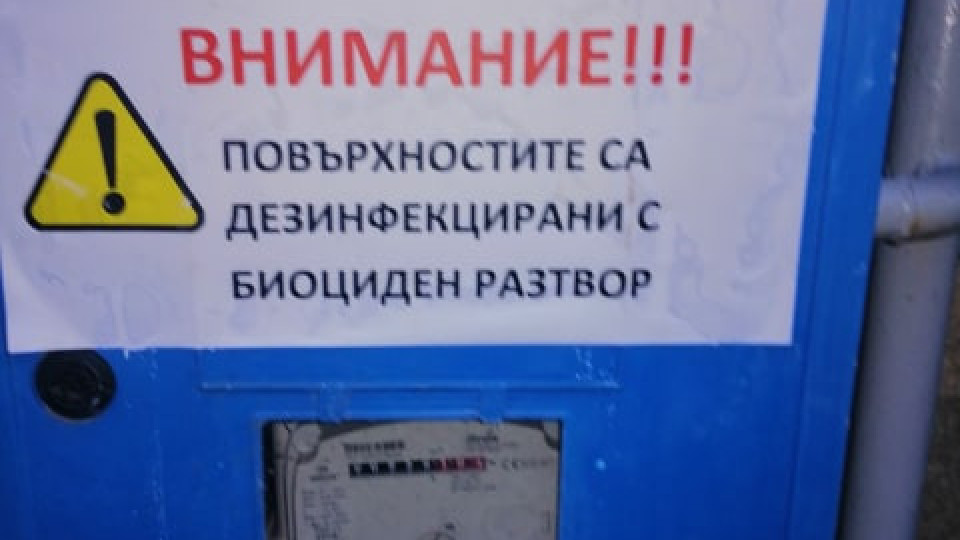 ВНИМАНИЕ!!!
ПОВЪРХНОСТИТЕ СА
ДЕЗИНФЕКЦИРАНИ С
БИОЦИДЕН РАЗТВОР